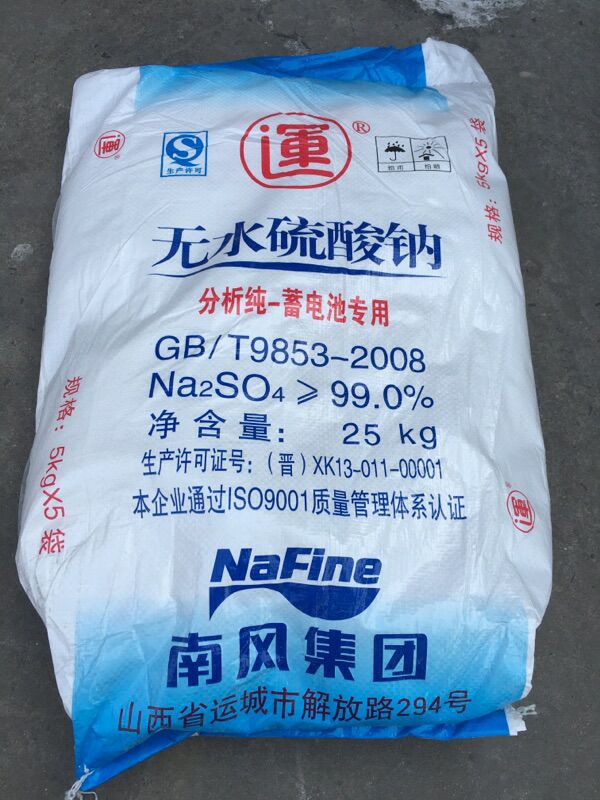 運®
運®
生产许可
怕雨
怕晒
规格：5kgX5袋
无水硫酸钠
分析纯-蓄电池专用
GB/T9853-2008
Na₂SO₄ ≥ 99.0%
净含量： 25 kg
生产许可证号：（晋）XK13-011-00001
本企业通过ISO9001质量管理体系认证
规格：5kgX5袋
運®
NaFine
南风集团
山西省运城市解放路294号